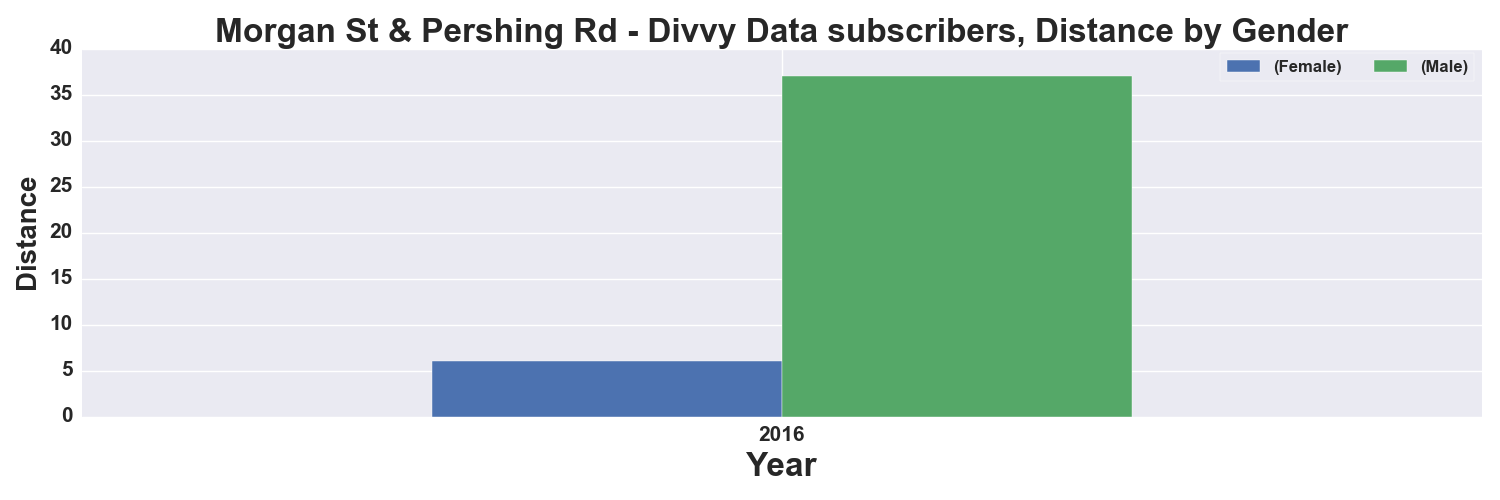 Morgan St & Pershing Rd - Divvy Data subscribers, Distance by Gender
(Female) (Male)
40
35
30
25
20
15
10
5
0
Distance
2016
Year